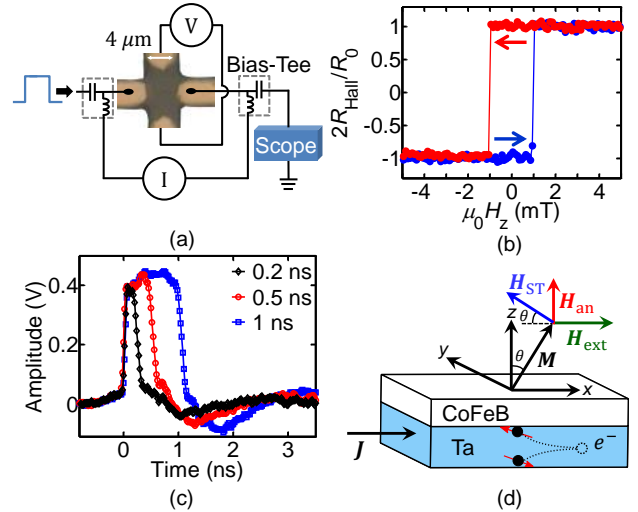 V
4 μm
Bias-Tee
Scope
I
(a)
2R_Hall/R_0
1
0.5
0
-0.5
-1
-4 -2 0 2 4
μ_0H_z (mT)
(b)
Amplitude (V)
0.4
0.2
0
0 1 2 3
Time (ns)
0.2 ns
0.5 ns
1 ns
(c)
H_ST
H_an
θ
H_ext
z
θ
M
y
x
CoFeB
Ta
J
e^-
(d)